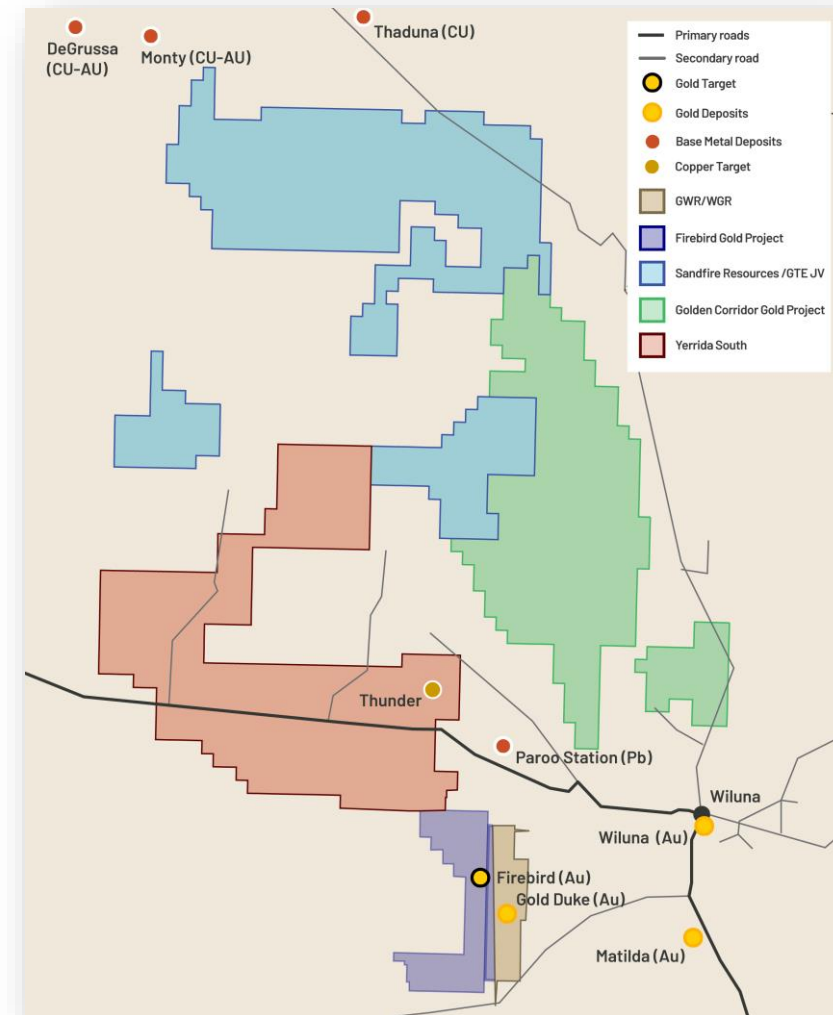 Thaduna (CU)
DeGrussa
(CU-AU)
Monty (CU-AU)
Primary roads
Secondary road
Gold Target
Gold Deposits
Base Metal Deposits
Copper Target
GWR/WGR
Firebird Gold Project
Sandfire Resources /GTE JV
Golden Corridor Gold Project
Yerrida South
Thunder
Paroo Station (Pb)
Wiluna
Wiluna (Au)
Firebird (Au)
Gold Duke (Au)
Matilda (Au)